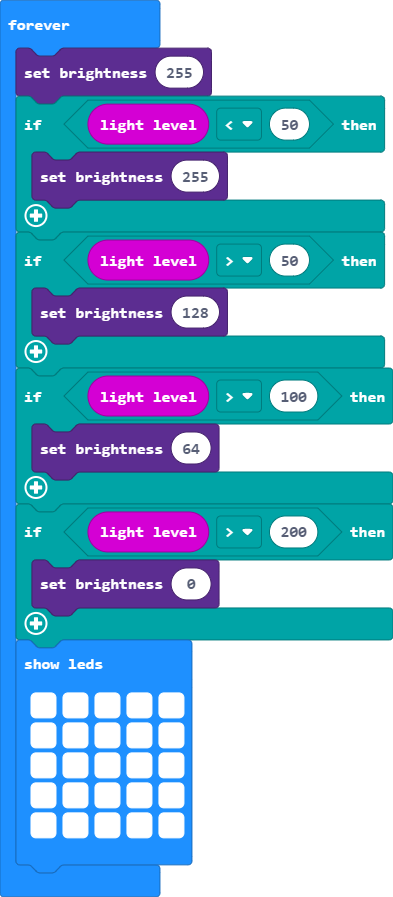 forever
set brightness 255
if light level < 50 then
set brightness 255
if light level > 50 then
set brightness 128
if light level > 100 then
set brightness 64
if light level > 200 then
set brightness 0
show leds